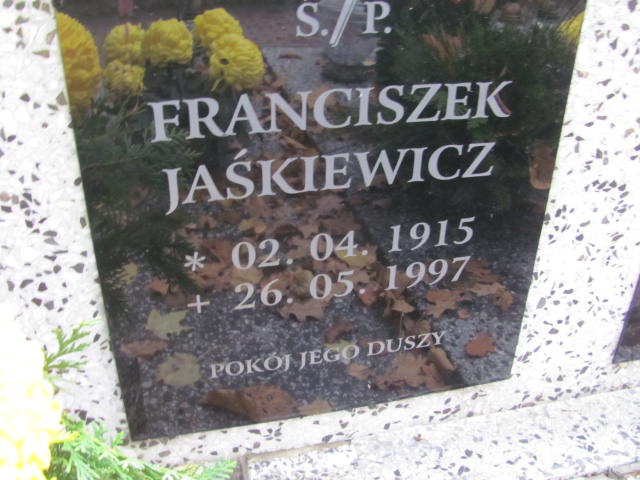 Ś./P.
FRANCISZEK
JAŚKIEWICZ
* 02. 04. 1915
+ 26. 05. 1997
POKÓJ JEGO DUSZY